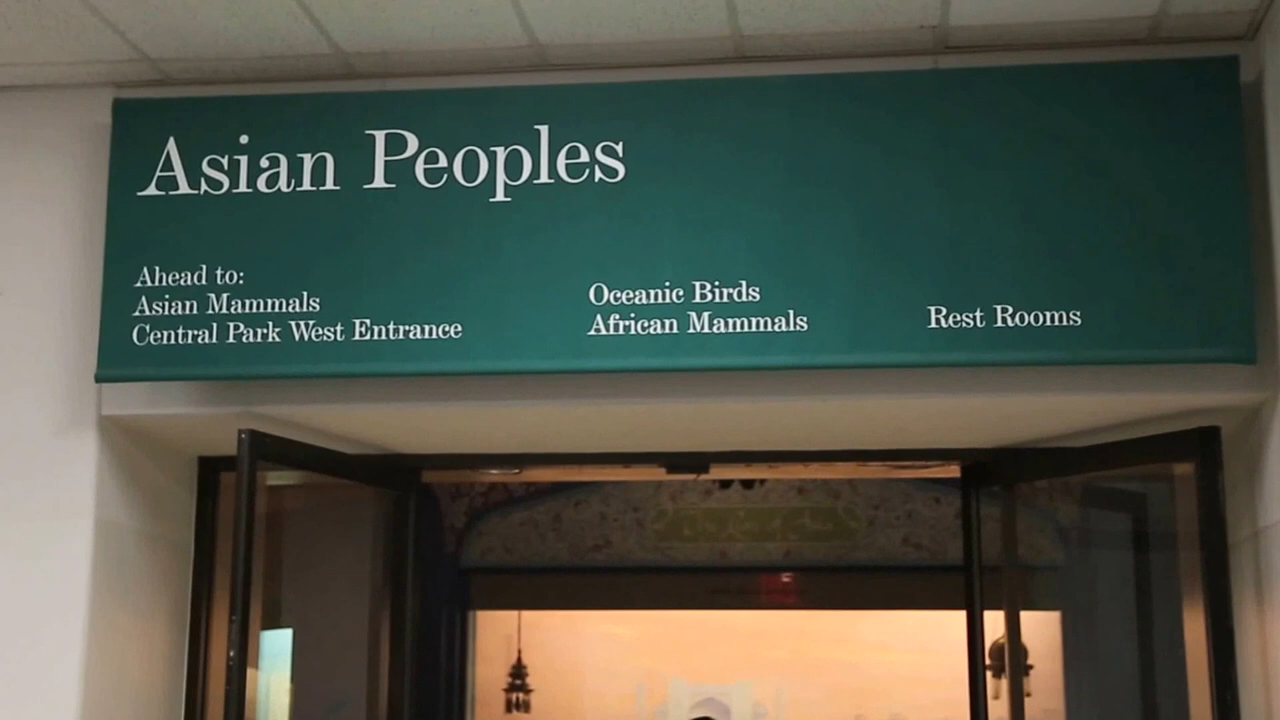 Asian Peoples
Ahead to:
Asian Mammals
Central Park West Entrance
Oceanic Birds
African Mammals
Rest Rooms